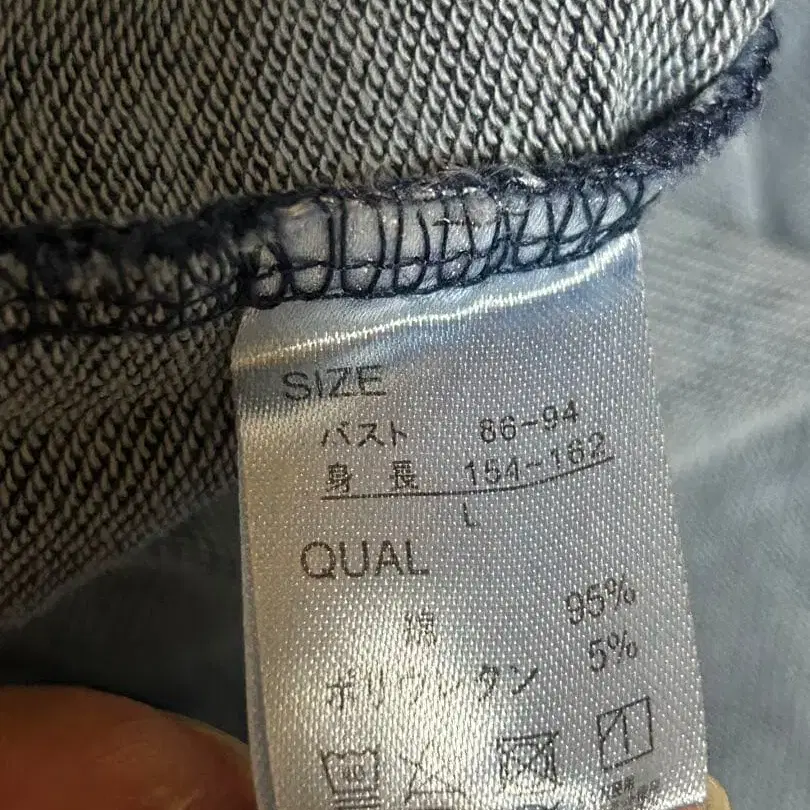 SIZE
バスト 86-94
身長 154-162
L
QUAL
綿 95%
ポリウレタン 5%